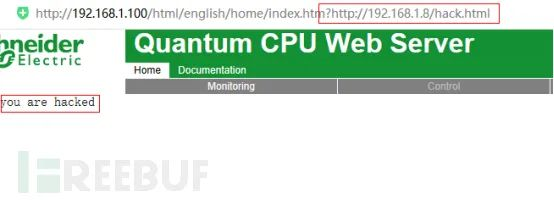 http://192.168.1.100/html/english/home/index.htm?http://192.168.1.8/hack.html
hneider
Electric
Quantum CPU Web Server
Home Documentation
Monitoring Control
you are hacked
REEBUF